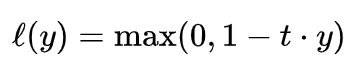 ℓ(y) = max(0, 1 − t · y)